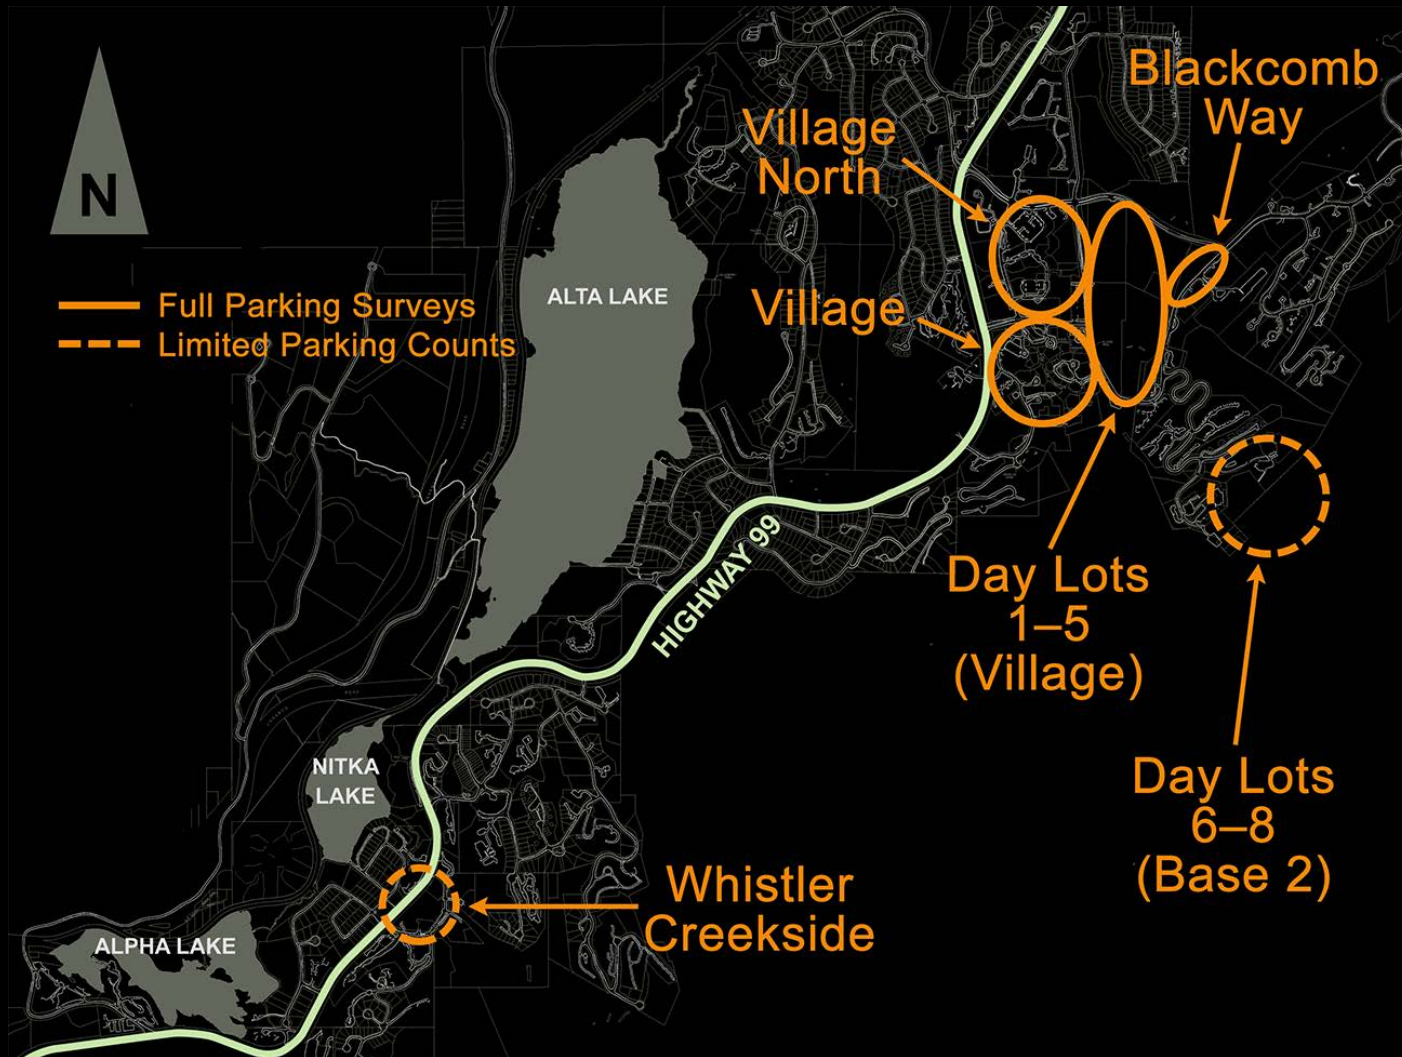 Blackcomb
Way
Village
North
N
ALTA LAKE
Full Parking Surveys
Village
Limited Parking Counts
HIGHWAY 99
Day Lots
1–5
(Village)
NITKA
LAKE
Day Lots
6–8
(Base 2)
Whistler
Creekside
ALPHA LAKE